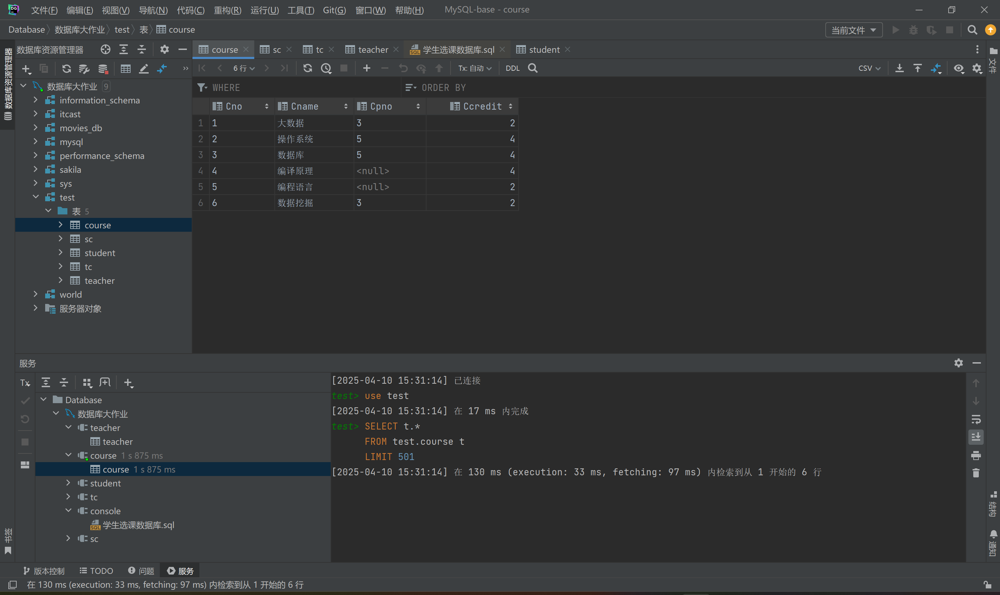 DG 文件(F) 编辑(E) 视图(V) 导航(N) 代码(C) 重构(R) 运行(U) 工具(T) Git(G) 窗口(W) 帮助(H) MySQL-base - course
Database 数据库大作业 test 表 course 当前文件
数据库资源管理器
数据库资源管理器
course sc tc teacher 学生选课数据库.sql student
文件
6 行 Tx: 自动 DDL CSV
WHERE ORDER BY
数据库大作业 9
information_schema
itcast
movies_db
mysql
performance_schema
sakila
sys
test
表 5
course
sc
student
tc
teacher
world
服务器对象
Cno Cname Cpno Ccredit
1 1 大数据 3 2
2 2 操作系统 5 4
3 3 数据库 5 4
4 4 编译原理 <null> 4
5 5 编程语言 <null> 2
6 6 数据挖掘 3 2
服务
Tx
Database
数据库大作业
teacher
teacher
course 1 s 875 ms
course 1 s 875 ms
student
tc
console
学生选课数据库.sql
sc
[2025-04-10 15:31:14] 已连接
test> use test
[2025-04-10 15:31:14] 在 17 ms 内完成
test> SELECT t.*
FROM test.course t
LIMIT 501
[2025-04-10 15:31:14] 在 130 ms (execution: 33 ms, fetching: 97 ms) 内检索到从 1 开始的 6 行
书签
结构
通知
版本控制 TODO 问题 服务
在 130 ms (execution: 33 ms, fetching: 97 ms) 内检索到从 1 开始的 6 行